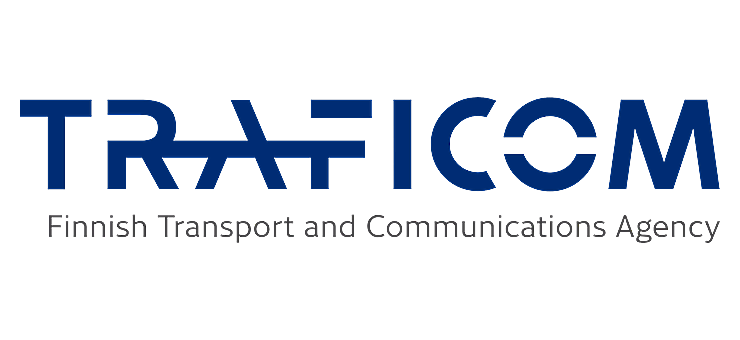 TRAFICOM
Finnish Transport and Communications Agency